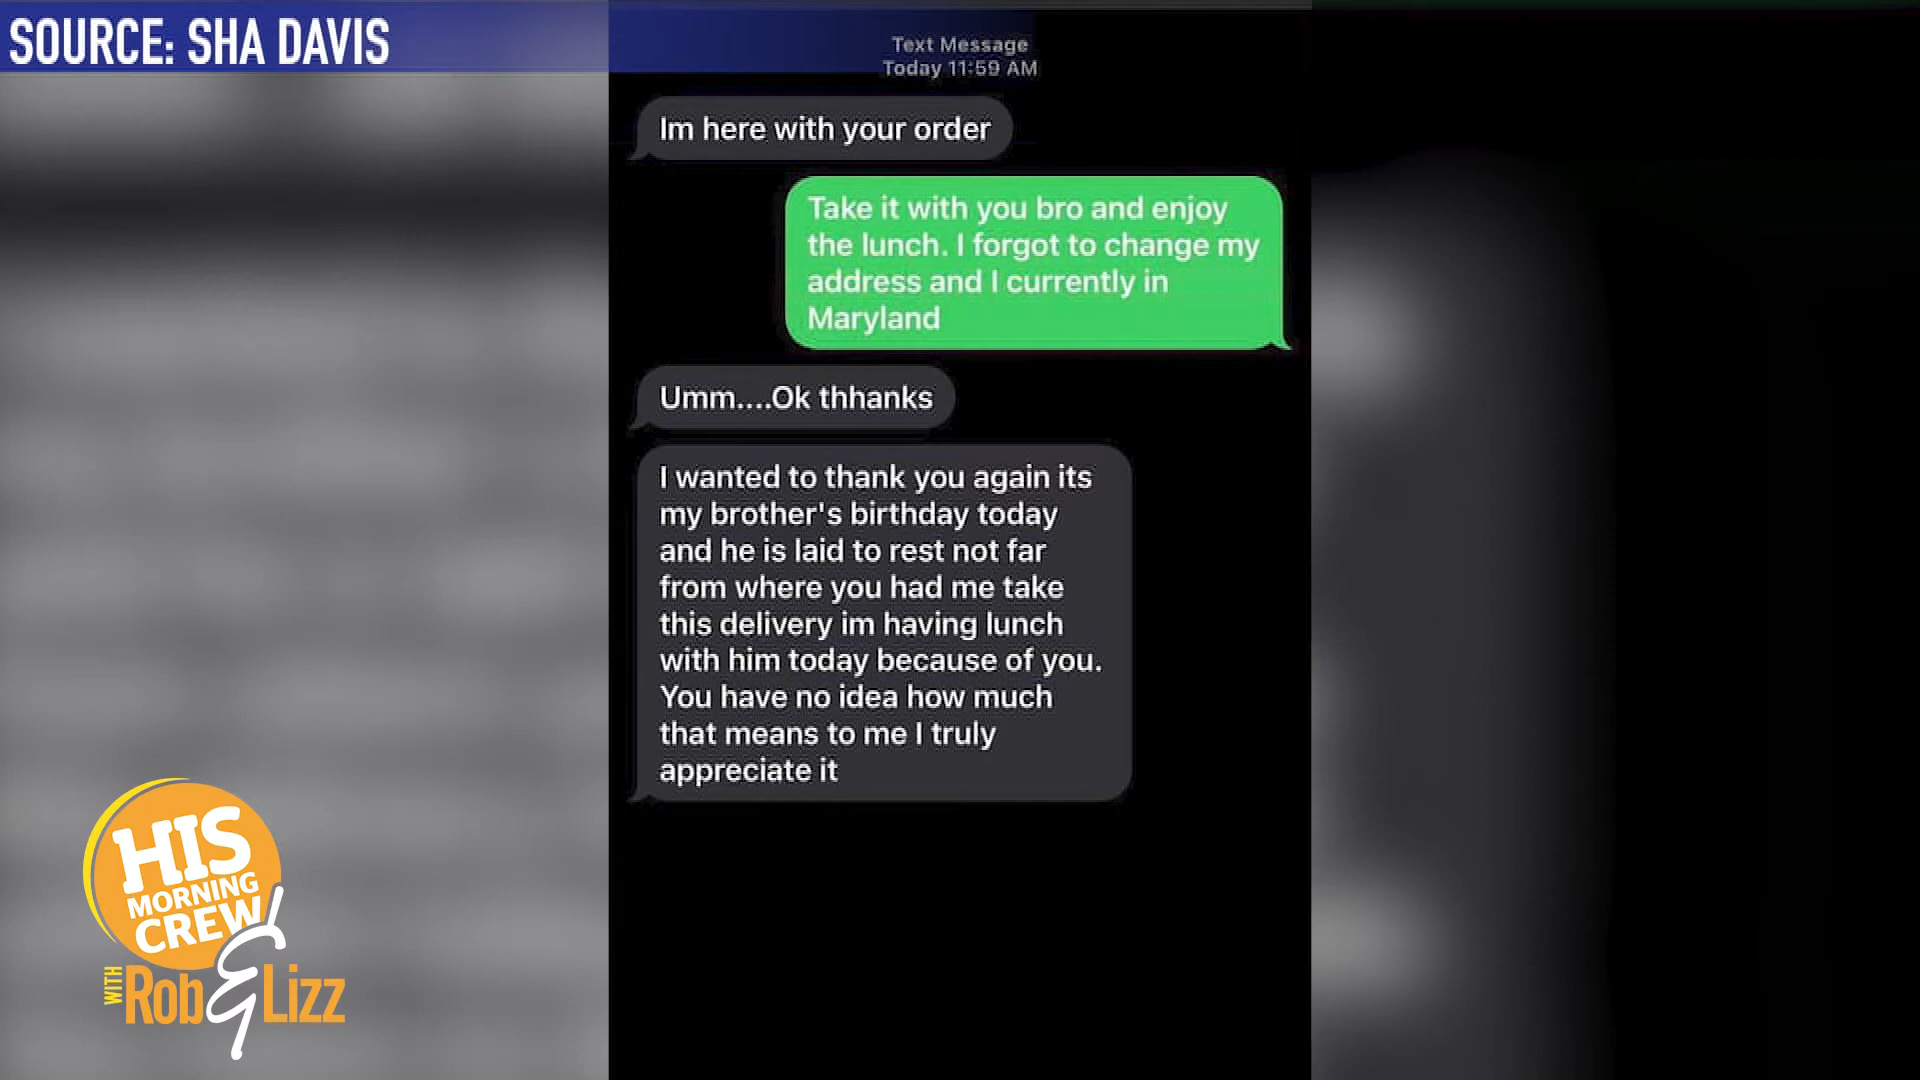 SOURCE: SHA DAVIS
Text Message
Today 11:59 AM
Im here with your order
Take it with you bro and enjoy
the lunch. I forgot to change my
address and I currently in
Maryland
Umm....Ok thhanks
I wanted to thank you again its
my brother's birthday today
and he is laid to rest not far
from where you had me take
this delivery im having lunch
with him today because of you.
You have no idea how much
that means to me I truly
appreciate it
HIS
MORNING
CREW
WITH
Rob & Lizz